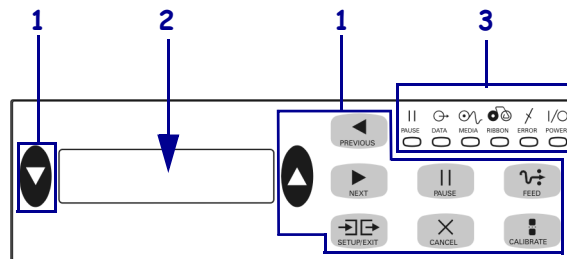 1 2 1 3
PAUSE DATA MEDIA RIBBON ERROR POWER
PREVIOUS
NEXT PAUSE FEED
SETUP/EXIT CANCEL CALIBRATE